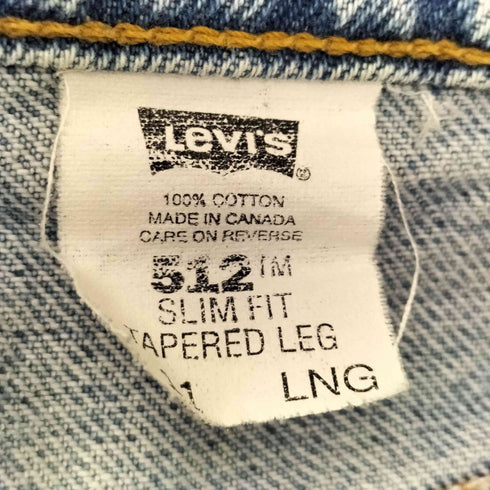 Levi's ®
100% COTTON
MADE IN CANADA
CARE ON REVERSE
512™
SLIM FIT
TAPERED LEG
LNG